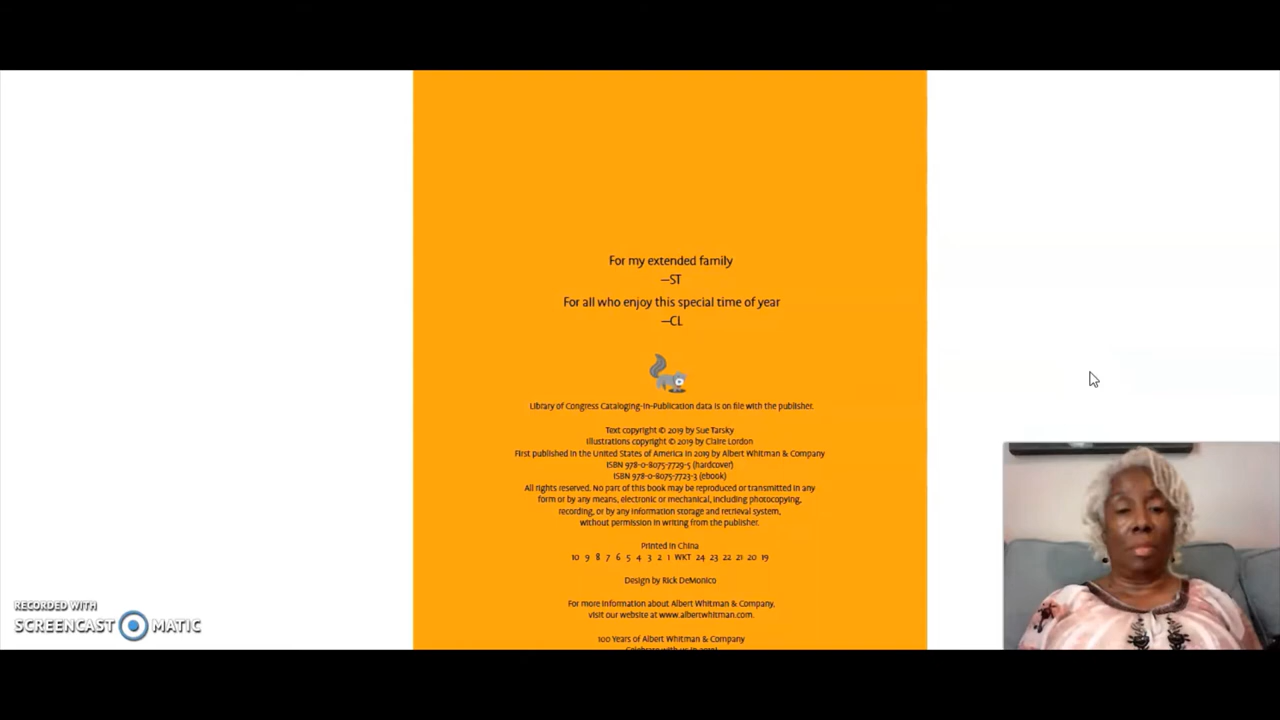 For my extended family
—ST
For all who enjoy this special time of year
—CL
Library of Congress Cataloging-in-Publication data is on file with the publisher.
Text copyright © 2019 by Sue Tarsky
Illustrations copyright © 2019 by Claire Lordon
First published in the United States of America in 2019 by Albert Whitman & Company
ISBN 978-0-8075-7729-5 (hardcover)
ISBN 978-0-8075-7723-3 (ebook)
All rights reserved. No part of this book may be reproduced or transmitted in any
form or by any means, electronic or mechanical, including photocopying,
recording, or by any information storage and retrieval system,
without permission in writing from the publisher.
Printed in China
10 9 8 7 6 5 4 3 2 1 WKT 24 23 22 21 20 19
Design by Rick DeMonico
For more information about Albert Whitman & Company,
visit our website at www.albertwhitman.com.
100 Years of Albert Whitman & Company
RECORDED WITH
SCREENCAST MATIC